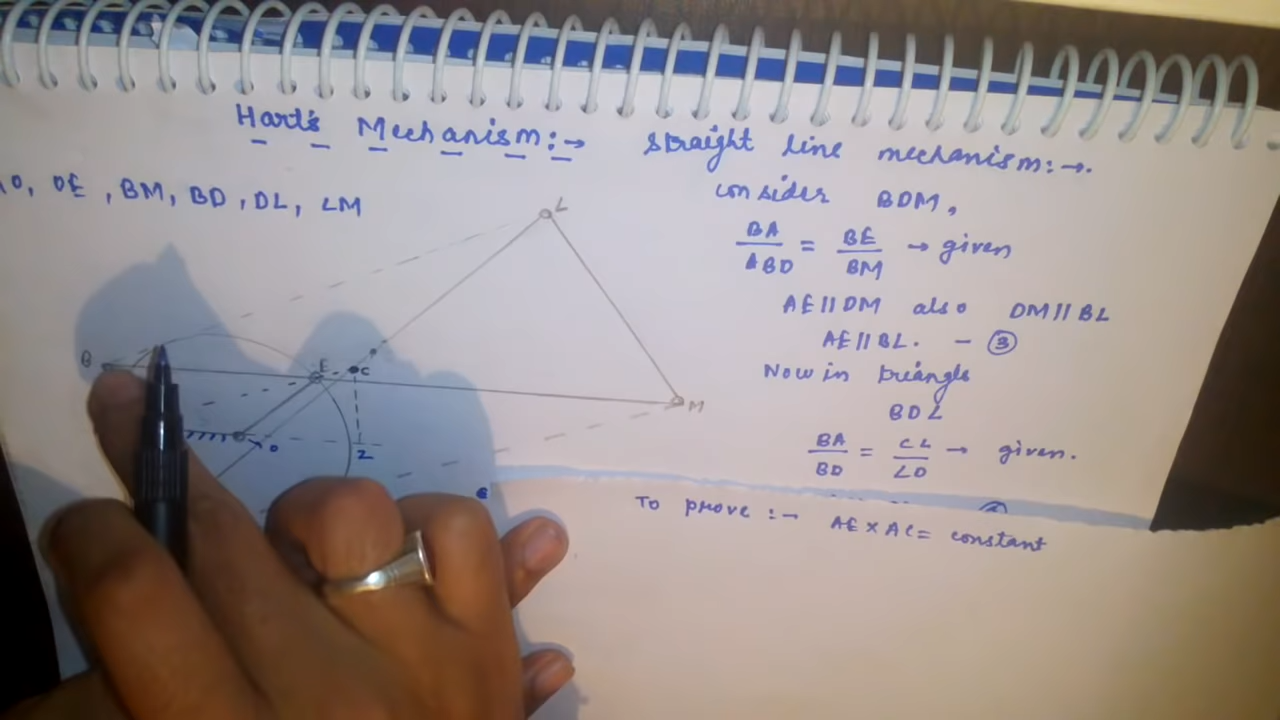 Hart's Mechanism:→ straight line mechanism:→.
O, OE, BM, BD, DL, LM
consider BDM,
BA/BD = BE/BM → given
AE || DM also DM || BL
AE || BL. — ③
Now in triangle
BDL
BA/BD = CL/LD → given.
To prove :→ AE × AC = constant
L
B
E
C
M
O
Z